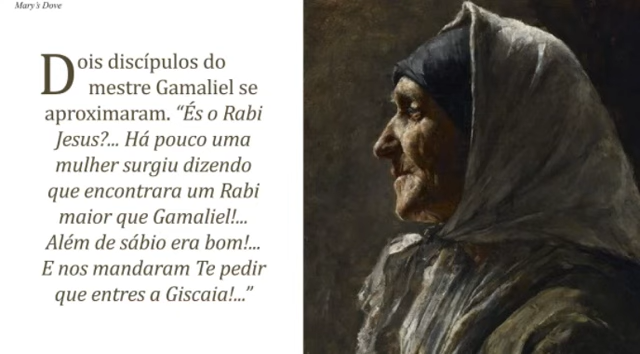 Mary's Dove
Dois discípulos do
mestre Gamaliel se
aproximaram. “És o Rabi
Jesus?... Há pouco uma
mulher surgiu dizendo
que encontrara um Rabi
maior que Gamaliel!...
Além de sábio era bom!...
E nos mandaram Te pedir
que entres a Giscaia!...”